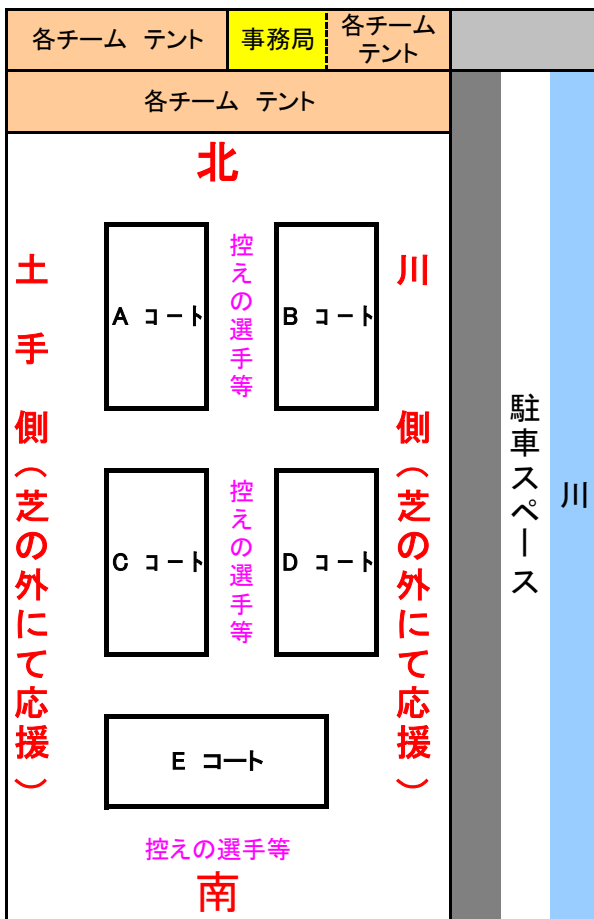 各チーム テント
事務局
各チーム
テント
各チーム テント
北
土手側(芝の外にて応援)
A コート
控えの選手等
B コート
川側(芝の外にて応援)
C コート
控えの選手等
D コート
E コート
控えの選手等
南
駐車スペース
川